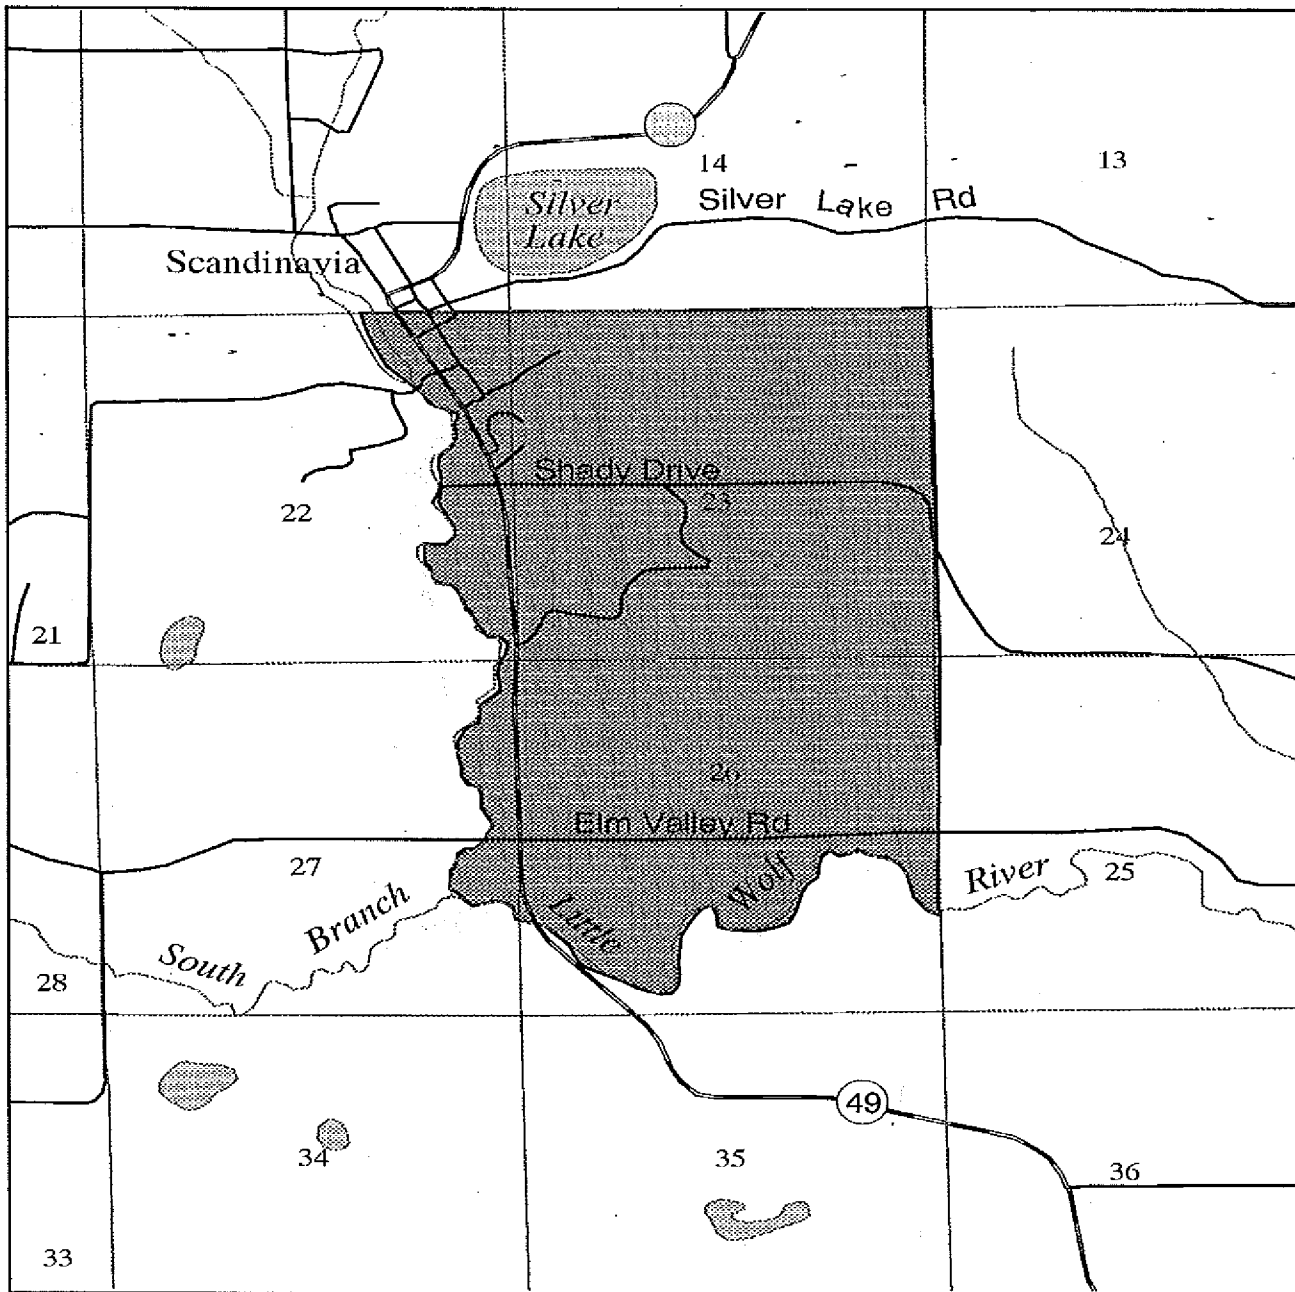 14
13
Silver Lake Rd
Silver
Lake
Scandinavia
Shady Drive
23
22
24
21
26
Elm Valley Rd
27
25
South Branch Little Wolf River
28
49
34
35
36
33